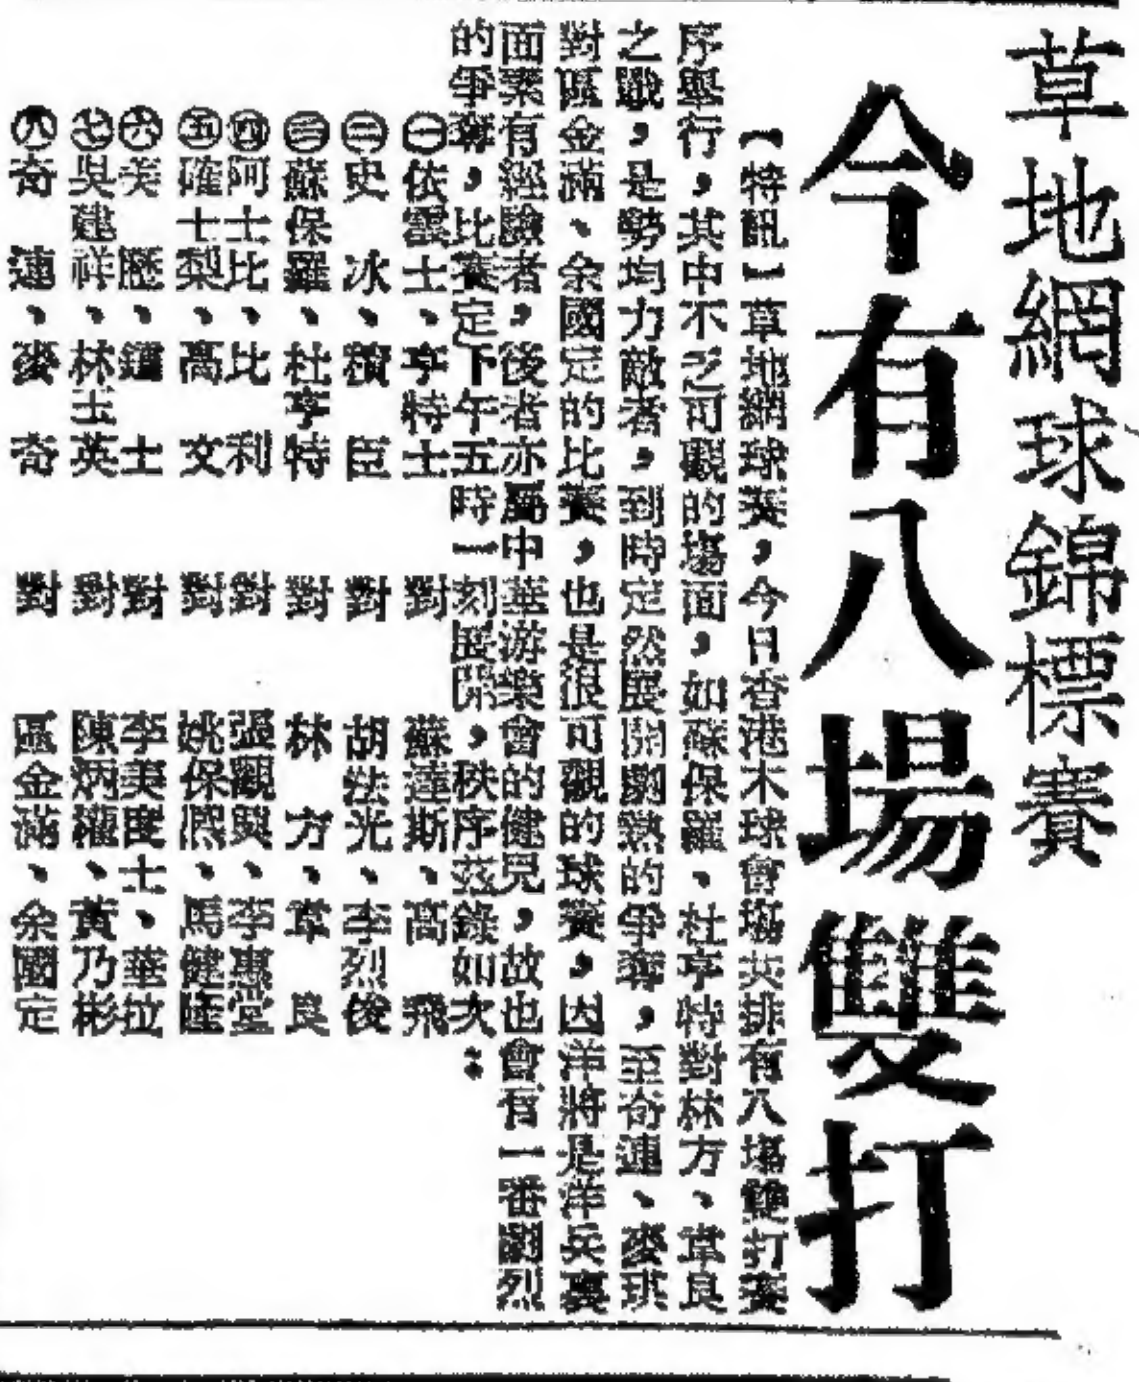 草地網球錦標賽
今有八場雙打
【特訊】草地網球賽，今日香港木球會塲共排有八塲雙打賽
序舉行，其中不乏可觀的塲面，如蘇保羅、杜亨特對林方、韋良
之戰，是勢均力敵者，到時定然展開劇熱的爭奪，至奇連、麥琪
對區金滿、余國定的比賽，也是很可觀的球賽，因洋將是洋兵裏
面素有經驗者，後者亦屬中華游樂會的健兒，故也會有一番劇烈
的爭奪，比賽定下午五時一刻展開，秩序茲錄如次：
㊀依雲士、亨特士　對　蘇達斯、高飛
㊁史冰、積臣　對　胡法光、李烈俊
㊂蘇保羅、杜亨特　對　林方、韋良
㊃阿士比、比利　對　張觀興、李惠堂
㊄確士梨、高文　對　姚保熙、馬健隆
㊅美歷、鍾士　對　李美度士、華拉
㊆吳建祥、林士英　對　陳炳權、黃乃彬
㊇奇連、麥奇　對　區金滿、余國定